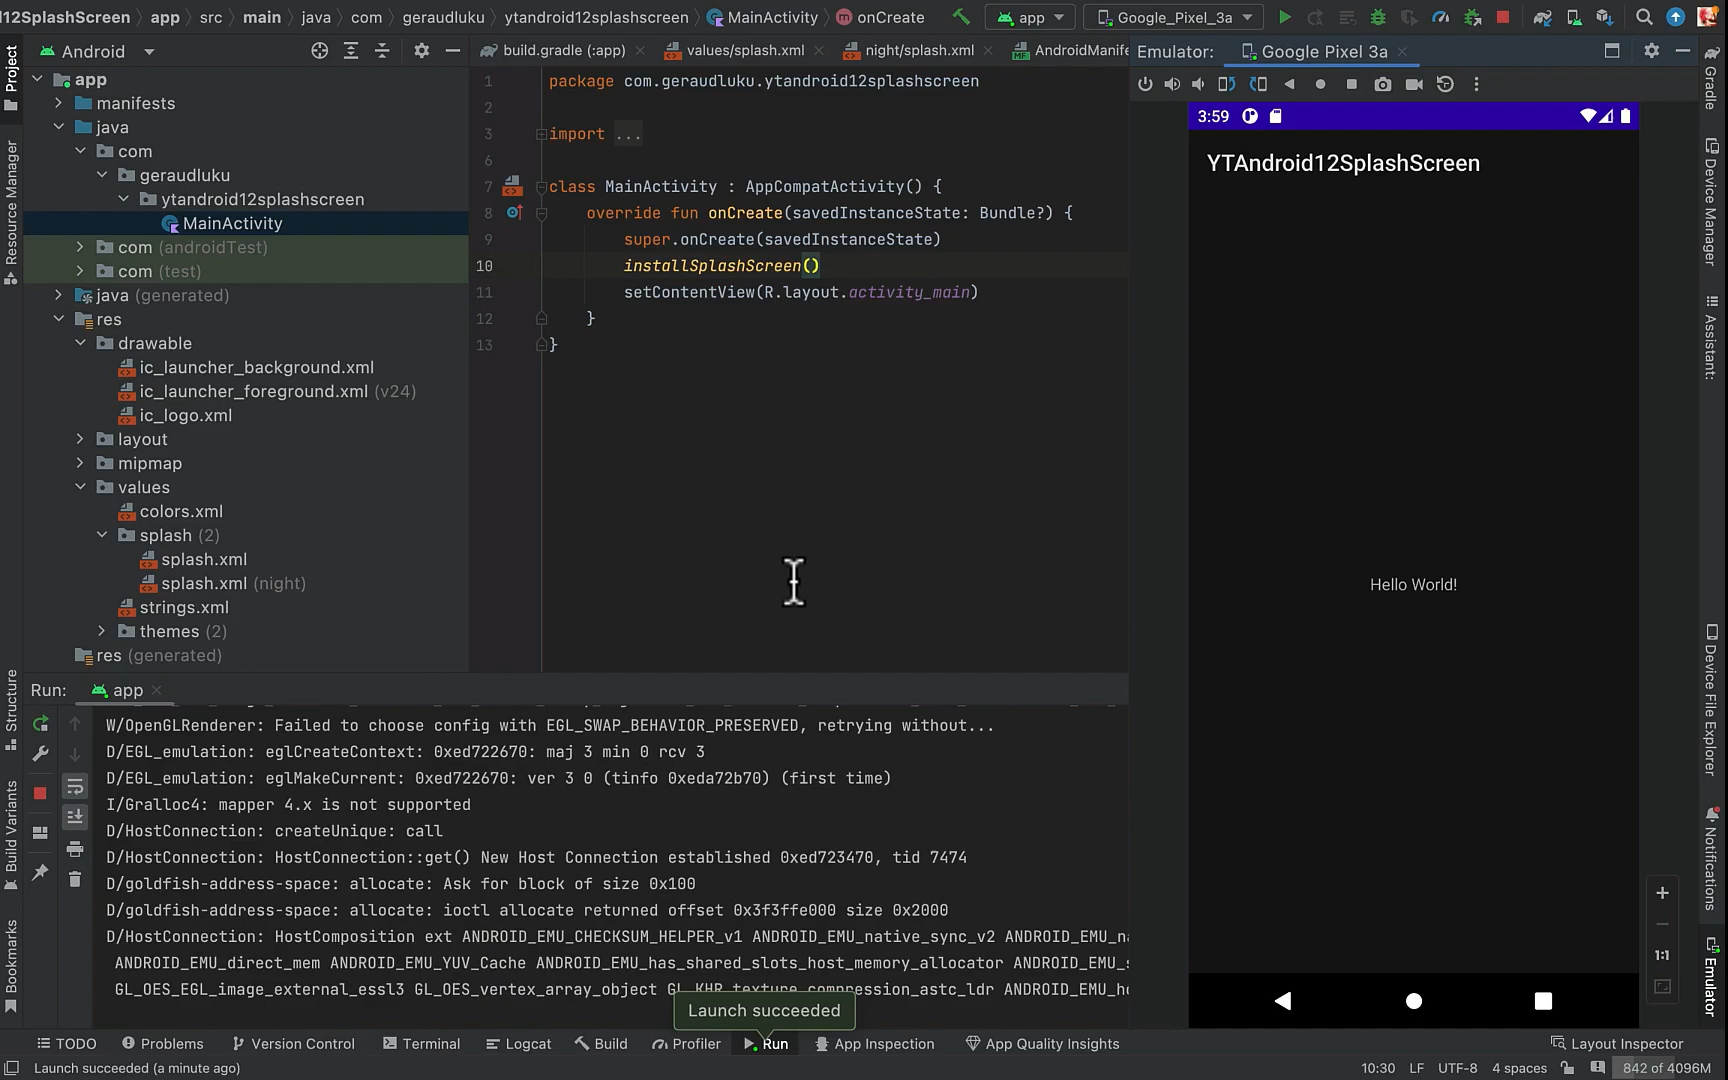 12SplashScreen app src main java com geraudluku ytandroid12splashscreen MainActivity onCreate app Google_Pixel_3a
Android
build.gradle (:app) values/splash.xml night/splash.xml AndroidManife
Emulator: Google Pixel 3a
Project
Resource Manager
Structure
Build Variants
Bookmarks
app
manifests
java
com
geraudluku
ytandroid12splashscreen
MainActivity
com (androidTest)
com (test)
java (generated)
res
drawable
ic_launcher_background.xml
ic_launcher_foreground.xml (v24)
ic_logo.xml
layout
mipmap
values
colors.xml
splash (2)
splash.xml
splash.xml (night)
strings.xml
themes (2)
res (generated)
1 package com.geraudluku.ytandroid12splashscreen
2
3 import ...
6
7 class MainActivity : AppCompatActivity() {
8 override fun onCreate(savedInstanceState: Bundle?) {
9 super.onCreate(savedInstanceState)
10 installSplashScreen()
11 setContentView(R.layout.activity_main)
12 }
13 }
3:59
YTAndroid12SplashScreen
Hello World!
1:1
Gradle
Device Manager
Assistant:
Device File Explorer
Notifications
Emulator
Run: app
W/OpenGLRenderer: Failed to choose config with EGL_SWAP_BEHAVIOR_PRESERVED, retrying without...
D/EGL_emulation: eglCreateContext: 0xed722670: maj 3 min 0 rcv 3
D/EGL_emulation: eglMakeCurrent: 0xed722670: ver 3 0 (tinfo 0xeda72b70) (first time)
I/Gralloc4: mapper 4.x is not supported
D/HostConnection: createUnique: call
D/HostConnection: HostConnection::get() New Host Connection established 0xed723470, tid 7474
D/goldfish-address-space: allocate: Ask for block of size 0x100
D/goldfish-address-space: allocate: ioctl allocate returned offset 0x3f3ffe000 size 0x2000
D/HostConnection: HostComposition ext ANDROID_EMU_CHECKSUM_HELPER_v1 ANDROID_EMU_native_sync_v2 ANDROID_EMU_na
ANDROID_EMU_direct_mem ANDROID_EMU_YUV_Cache ANDROID_EMU_has_shared_slots_host_memory_allocator ANDROID_EMU_s
GL_OES_EGL_image_external_essl3 GL_OES_vertex_array_object GL_KHR_texture_compression_astc_ldr ANDROID_EMU_ho
Launch succeeded
TODO Problems Version Control Terminal Logcat Build Profiler Run App Inspection App Quality Insights Layout Inspector
Launch succeeded (a minute ago) 10:30 LF UTF-8 4 spaces 842 of 4096M